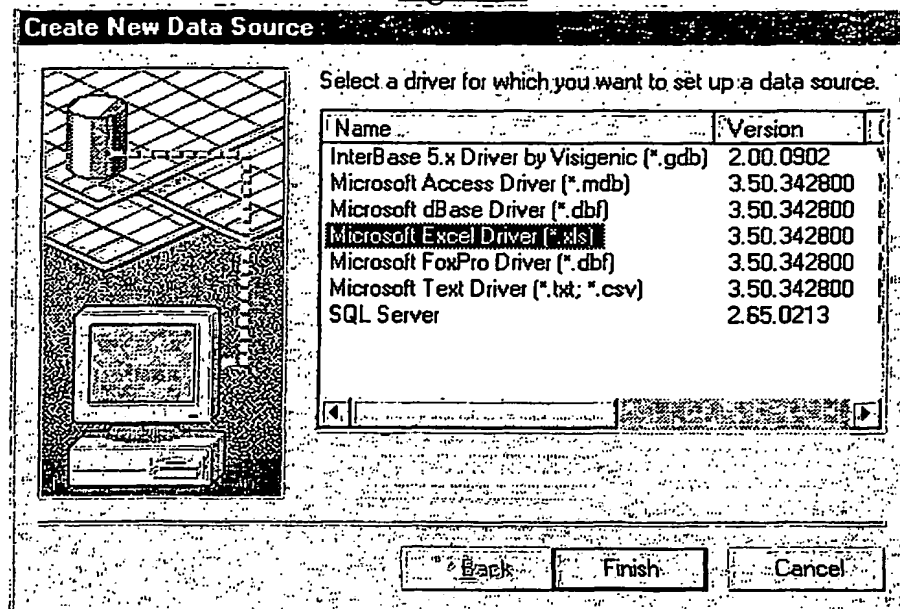 Create New Data Source
Select a driver for which you want to set up a data source.
Name Version
InterBase 5.x Driver by Visigenic (*.gdb) 2.00.0902
Microsoft Access Driver (*.mdb) 3.50.342800
Microsoft dBase Driver (*.dbf) 3.50.342800
Microsoft Excel Driver (*.xls) 3.50.342800
Microsoft FoxPro Driver (*.dbf) 3.50.342800
Microsoft Text Driver (*.txt; *.csv) 3.50.342800
SQL Server 2.65.0213
Back Finish Cancel